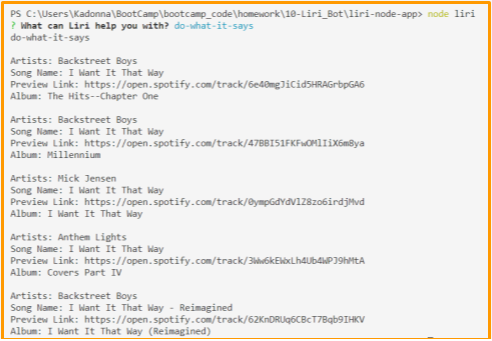 PS C:\Users\Kadonna\BootCamp\bootcamp_code\homework\10-Liri_Bot\liri-node-app> node liri
? What can Liri help you with? do-what-it-says
do-what-it-says
Artists: Backstreet Boys
Song Name: I Want It That Way
Preview Link: https://open.spotify.com/track/6e40mgJiCid5HRAGrbpGA6
Album: The Hits--Chapter One
Artists: Backstreet Boys
Song Name: I Want It That Way
Preview Link: https://open.spotify.com/track/47BBI51FKFwOMlIiX6m8ya
Album: Millennium
Artists: Mick Jensen
Song Name: I Want It That Way
Preview Link: https://open.spotify.com/track/0ympGdYdVlZ8zo6irdjMvd
Album: I Want It That Way
Artists: Anthem Lights
Song Name: I Want It That Way
Preview Link: https://open.spotify.com/track/3Ww6kEWxLh4Ub4WPJ9hMtA
Album: Covers Part IV
Artists: Backstreet Boys
Song Name: I Want It That Way - Reimagined
Preview Link: https://open.spotify.com/track/62KnDRUq6CBcT7Bqb9IHKV
Album: I Want It That Way (Reimagined)